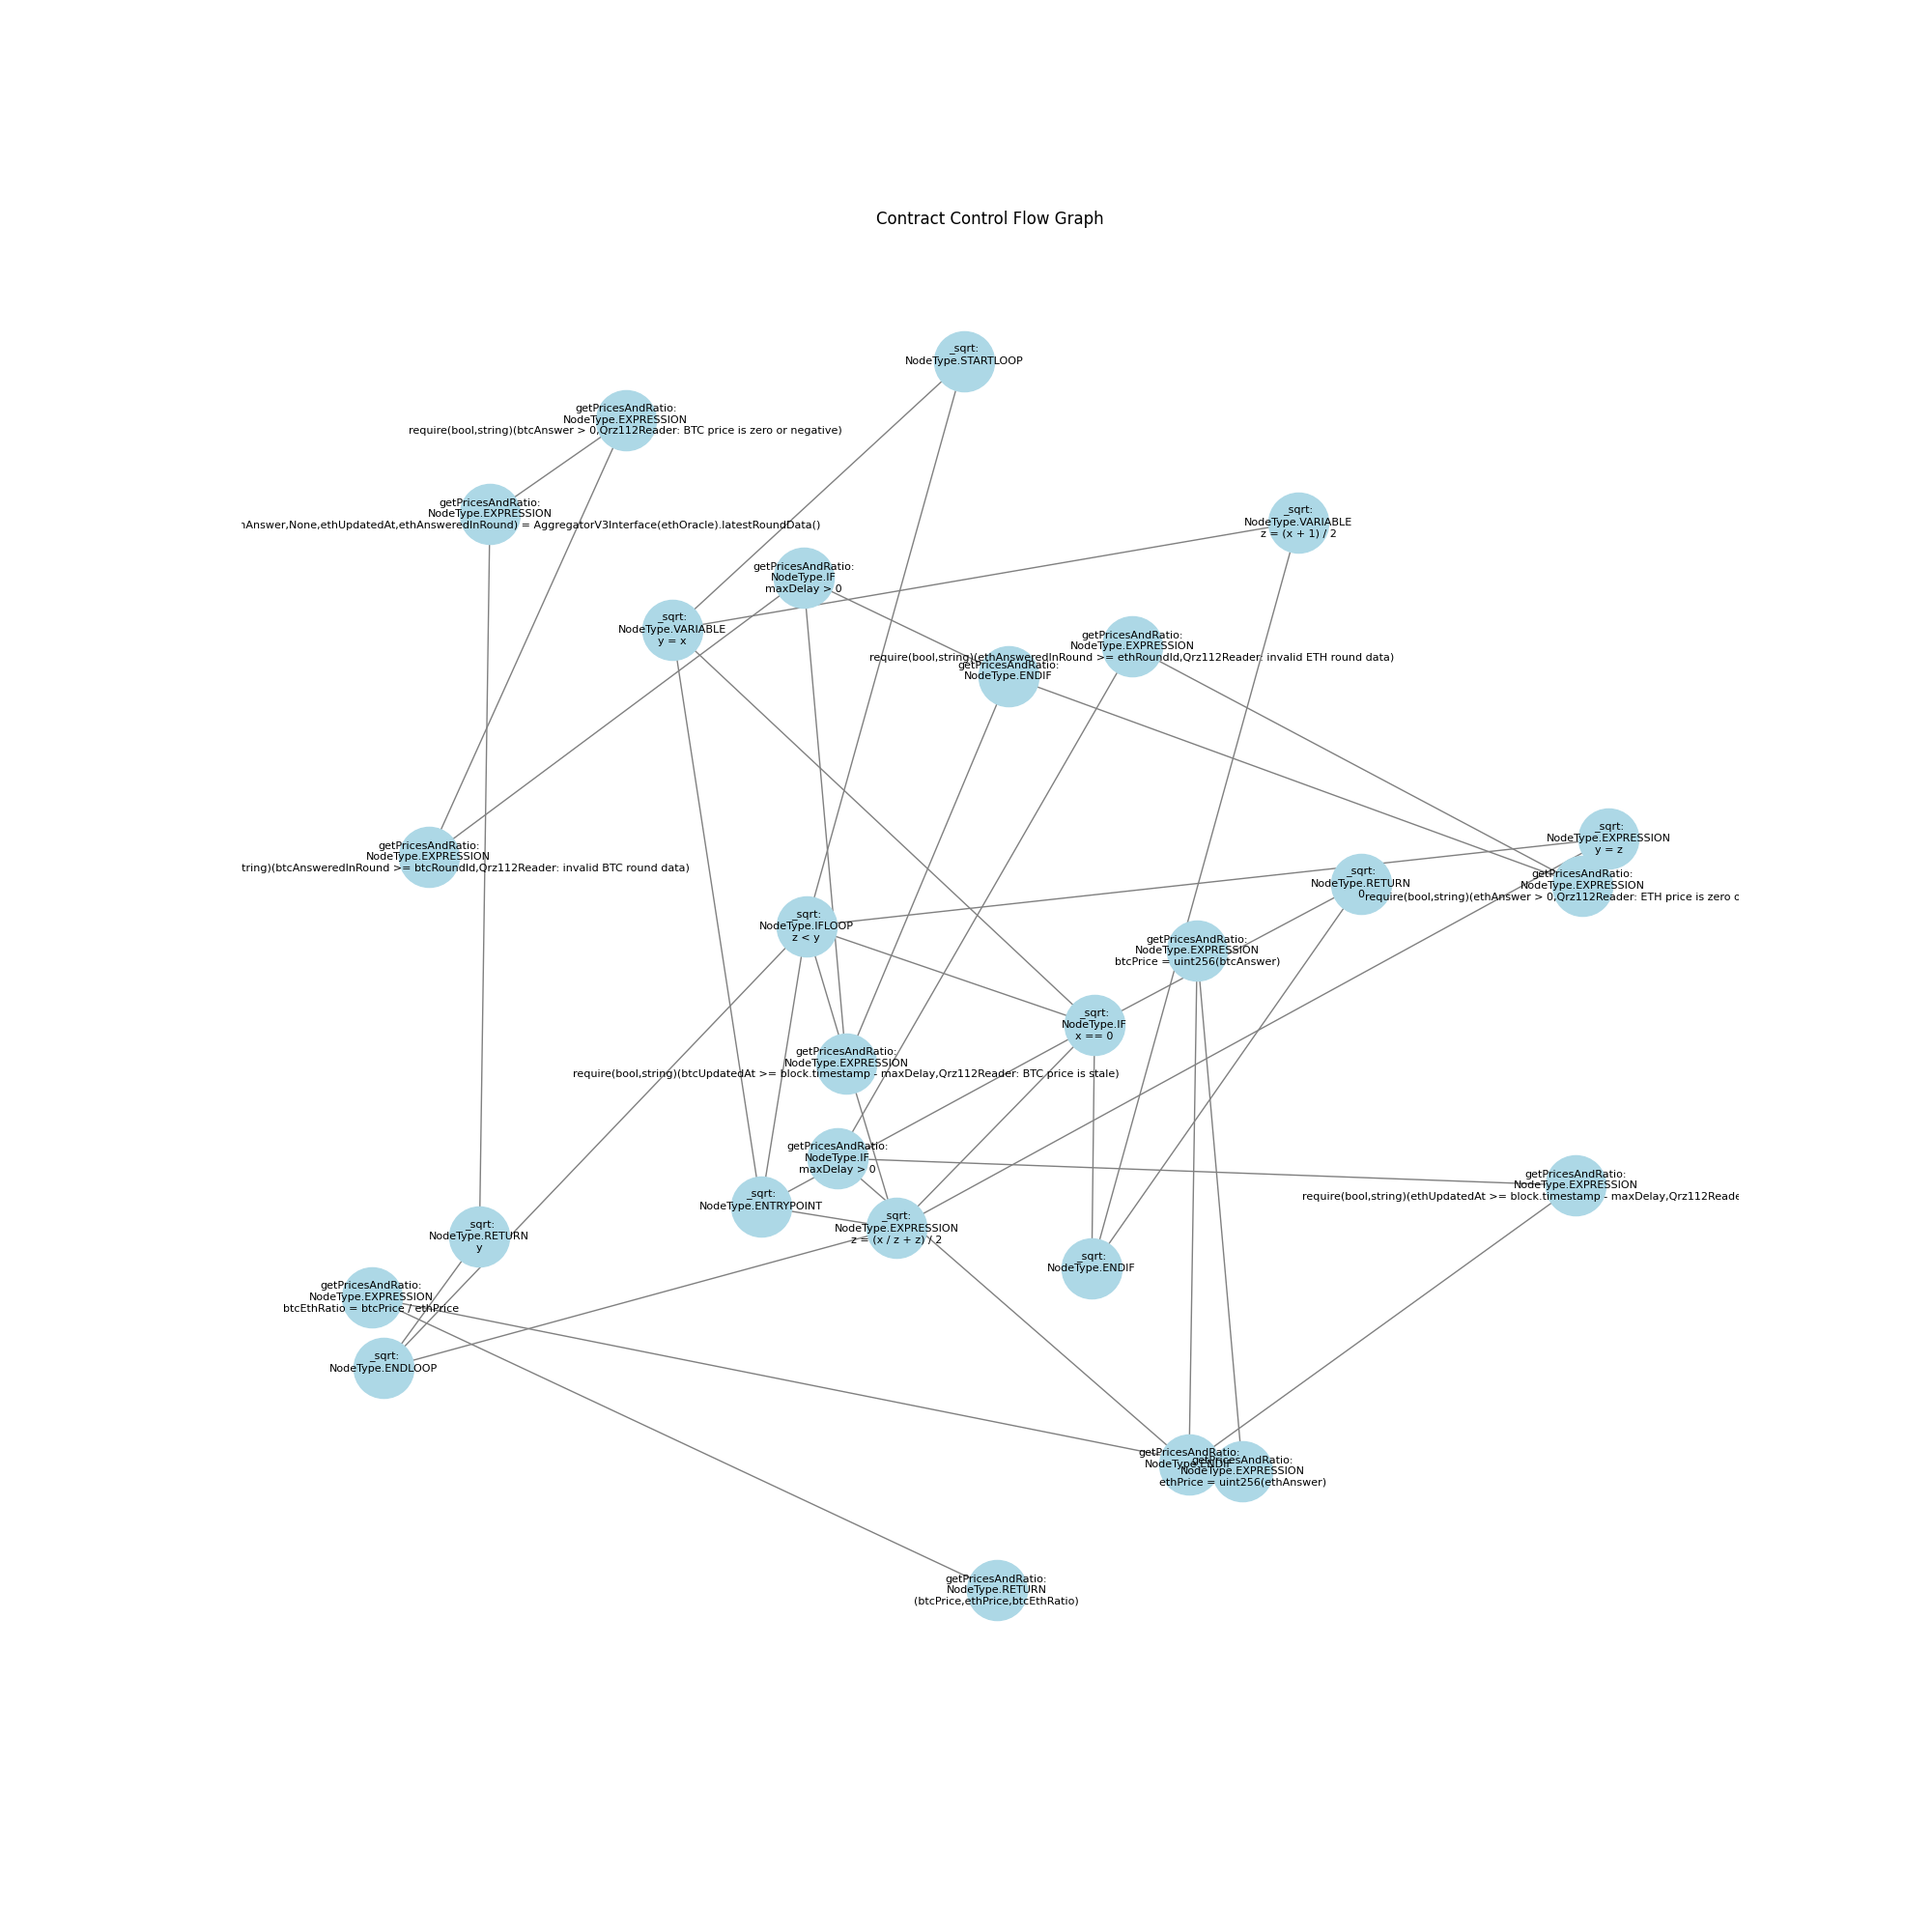 Contract Control Flow Graph
_sqrt:
NodeType.STARTLOOP
getPricesAndRatio:
NodeType.EXPRESSION
require(bool,string)(btcAnswer > 0,Qrz112Reader: BTC price is zero or negative)
getPricesAndRatio:
NodeType.EXPRESSION
nAnswer,None,ethUpdatedAt,ethAnsweredInRound) = AggregatorV3Interface(ethOracle).latestRoundData()
_sqrt:
NodeType.VARIABLE
z = (x + 1) / 2
getPricesAndRatio:
NodeType.IF
maxDelay > 0
_sqrt:
NodeType.VARIABLE
y = x
getPricesAndRatio:
NodeType.EXPRESSION
require(bool,string)(ethAnsweredInRound >= ethRoundId,Qrz112Reader: invalid ETH round data)
getPricesAndRatio:
NodeType.ENDIF
_sqrt:
NodeType.EXPRESSION
y = z
getPricesAndRatio:
NodeType.EXPRESSION
tring)(btcAnsweredInRound >= btcRoundId,Qrz112Reader: invalid BTC round data)
_sqrt:
NodeType.RETURN
0
getPricesAndRatio:
NodeType.EXPRESSION
require(bool,string)(ethAnswer > 0,Qrz112Reader: ETH price is zero o
_sqrt:
NodeType.IFLOOP
z < y
getPricesAndRatio:
NodeType.EXPRESSION
btcPrice = uint256(btcAnswer)
_sqrt:
NodeType.IF
x == 0
getPricesAndRatio:
NodeType.EXPRESSION
require(bool,string)(btcUpdatedAt >= block.timestamp - maxDelay,Qrz112Reader: BTC price is stale)
getPricesAndRatio:
NodeType.IF
maxDelay > 0
getPricesAndRatio:
NodeType.EXPRESSION
require(bool,string)(ethUpdatedAt >= block.timestamp - maxDelay,Qrz112Reade
_sqrt:
NodeType.ENTRYPOINT
_sqrt:
NodeType.EXPRESSION
z = (x / z + z) / 2
_sqrt:
NodeType.RETURN
y
_sqrt:
NodeType.ENDIF
getPricesAndRatio:
NodeType.EXPRESSION
btcEthRatio = btcPrice / ethPrice
_sqrt:
NodeType.ENDLOOP
getPricesAndRatio:
NodeType.ENDIF
getPricesAndRatio:
NodeType.EXPRESSION
ethPrice = uint256(ethAnswer)
getPricesAndRatio:
NodeType.RETURN
(btcPrice,ethPrice,btcEthRatio)